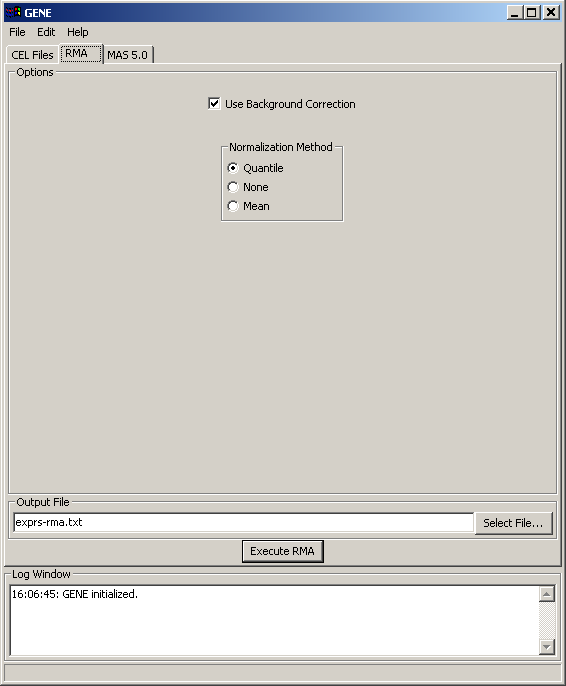 GENE
File Edit Help
CEL Files RMA MAS 5.0
Options
Use Background Correction
Normalization Method
Quantile
None
Mean
Output File
exprs-rma.txt Select File...
Execute RMA
Log Window
16:06:45: GENE initialized.